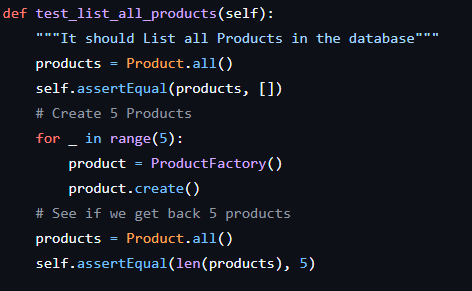 def test_list_all_products(self):
    """It should List all Products in the database"""
    products = Product.all()
    self.assertEqual(products, [])
    # Create 5 Products
    for _ in range(5):
        product = ProductFactory()
        product.create()
    # See if we get back 5 products
    products = Product.all()
    self.assertEqual(len(products), 5)